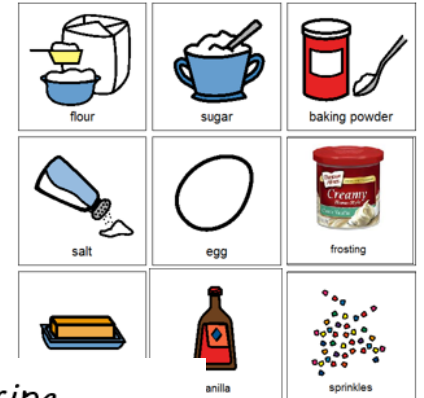 flour sugar baking powder
Creamy
salt egg frosting
anilla sprinkles